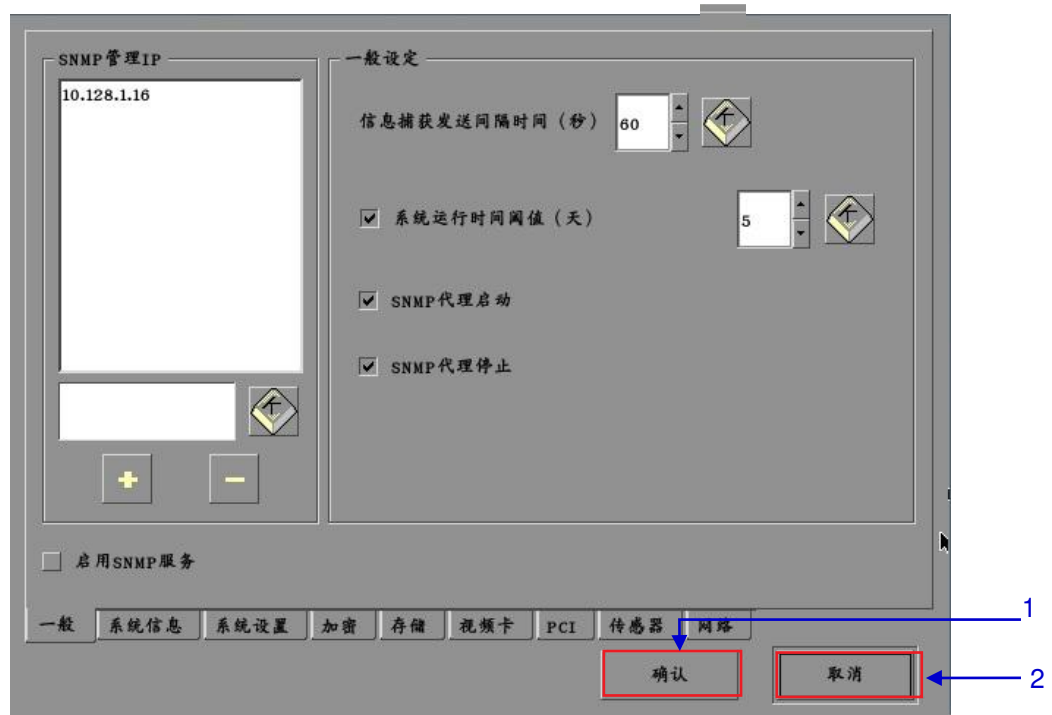 SNMP管理IP
10.128.1.16
一般设定
信息捕获发送间隔时间（秒）
60
系统运行时间阀值（天）
5
SNMP代理启动
SNMP代理停止
启用SNMP服务
一般 系统信息 系统设置 加密 存储 视频卡 PCI 传感器 网络
1
确认
取消
2